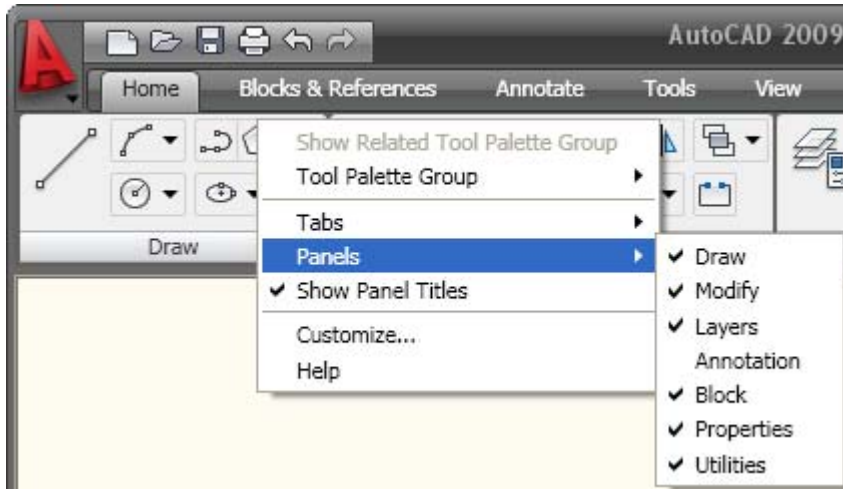 AutoCAD 2009
Home Blocks & References Annotate Tools View
Show Related Tool Palette Group
Tool Palette Group
Tabs
Panels
Show Panel Titles
Customize...
Help
Draw
Draw
Modify
Layers
Annotation
Block
Properties
Utilities